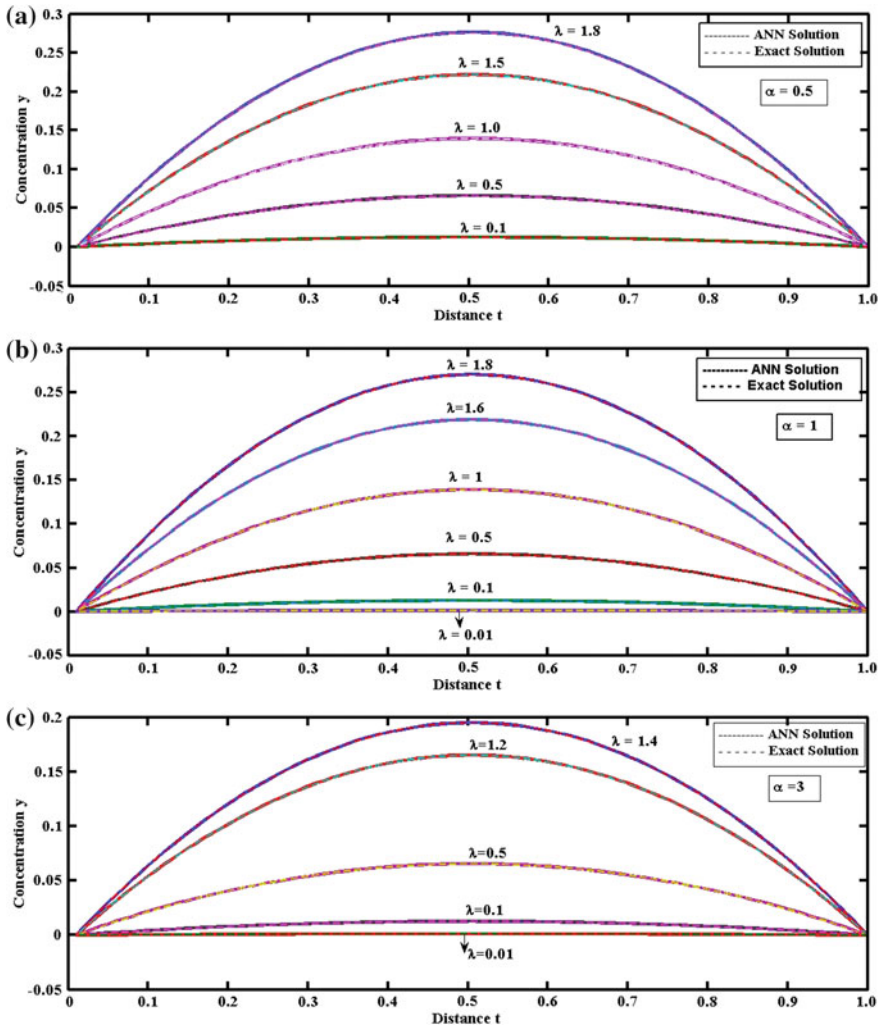 (a)
0.3
0.25
0.2
0.15
0.1
0.05
0
-0.05
Concentration y
λ = 1.8
λ = 1.5
λ = 1.0
λ = 0.5
λ = 0.1
ANN Solution
Exact Solution
α = 0.5
0 0.1 0.2 0.3 0.4 0.5 0.6 0.7 0.8 0.9 1.0
Distance t
(b)
0.3
0.25
0.2
0.15
0.1
0.05
0
-0.05
Concentration y
λ = 1.8
λ=1.6
λ = 1
λ = 0.5
λ = 0.1
λ = 0.01
ANN Solution
Exact Solution
α = 1
0 0.1 0.2 0.3 0.4 0.5 0.6 0.7 0.8 0.9 1.0
Distance t
(c)
0.2
0.15
0.1
0.05
0
-0.05
Concentration y
λ = 1.4
λ=1.2
λ=0.5
λ=0.1
λ=0.01
ANN Solution
Exact Solution
α =3
0 0.1 0.2 0.3 0.4 0.5 0.6 0.7 0.8 0.9 1.0
Distance t